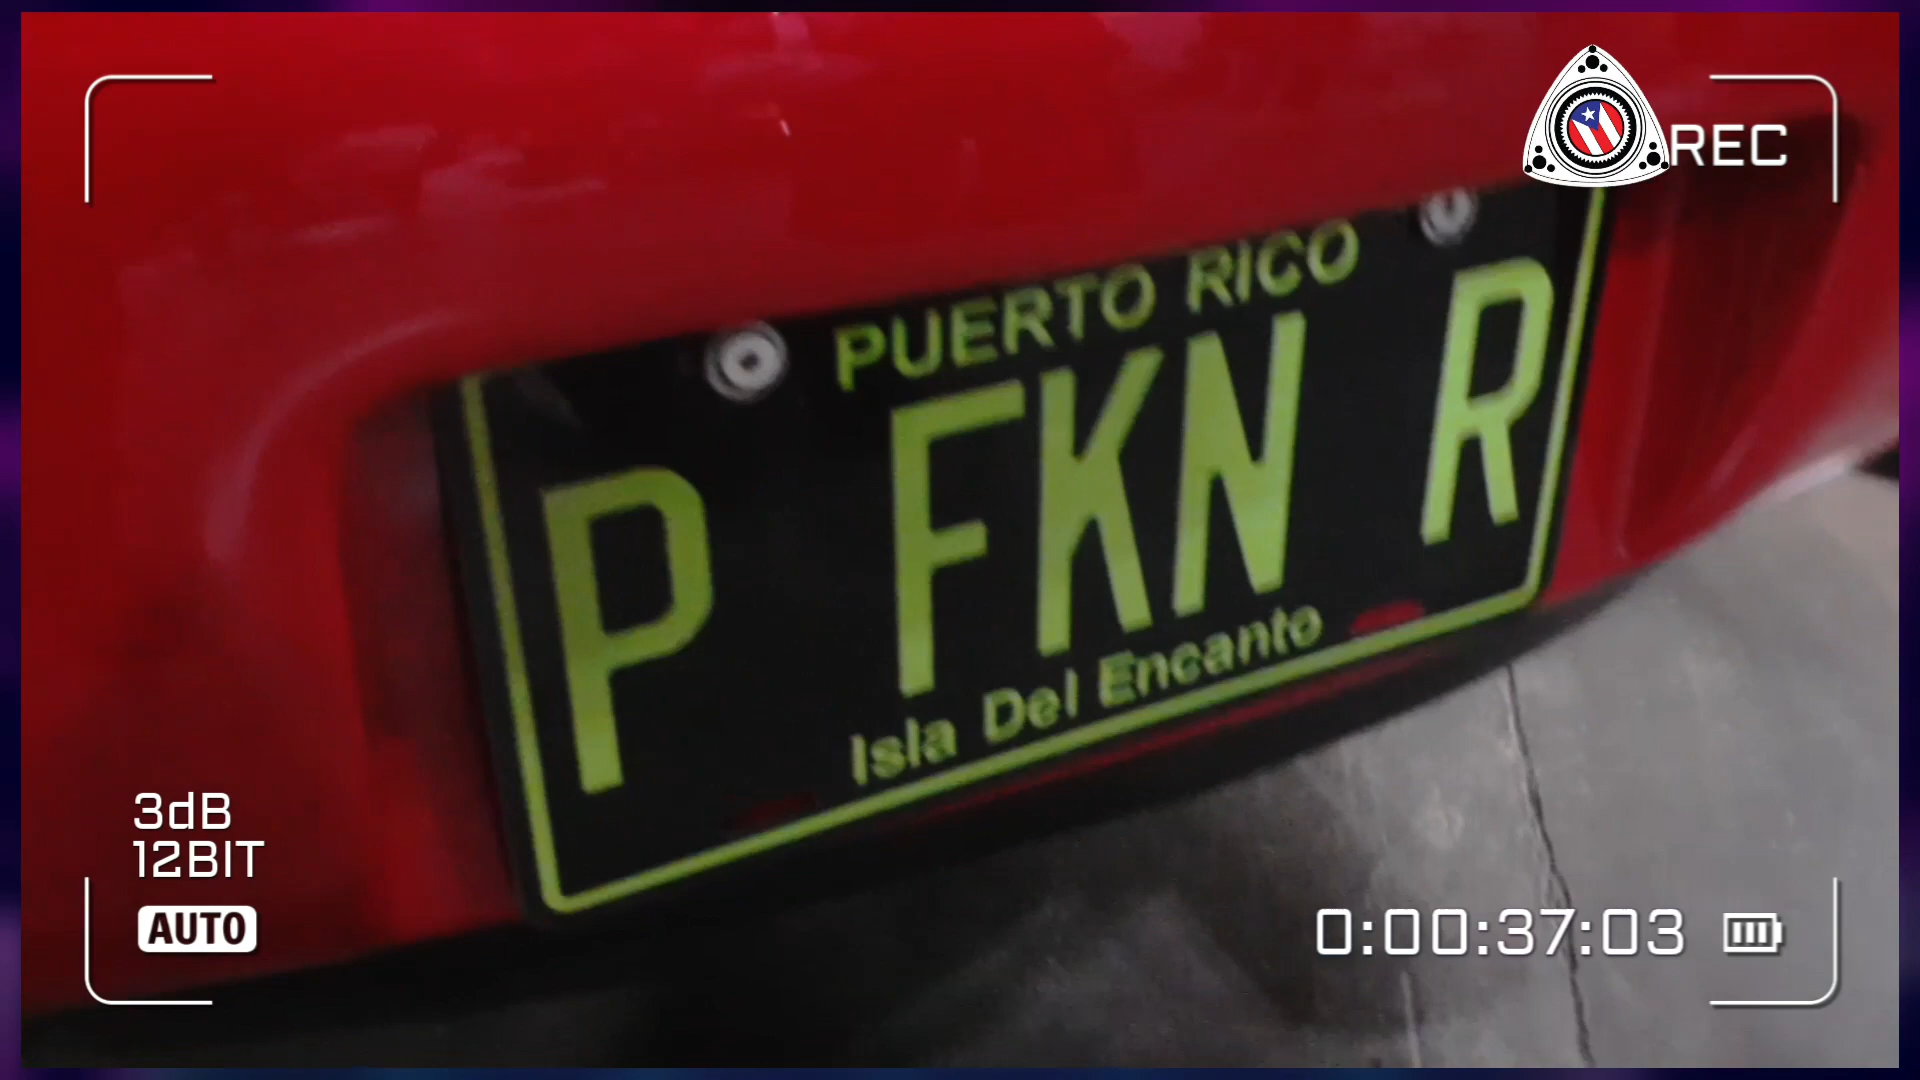 REC
PUERTO RICO
P FKN R
Isla Del Encanto
3dB
12BIT
AUTO
0:00:37:03